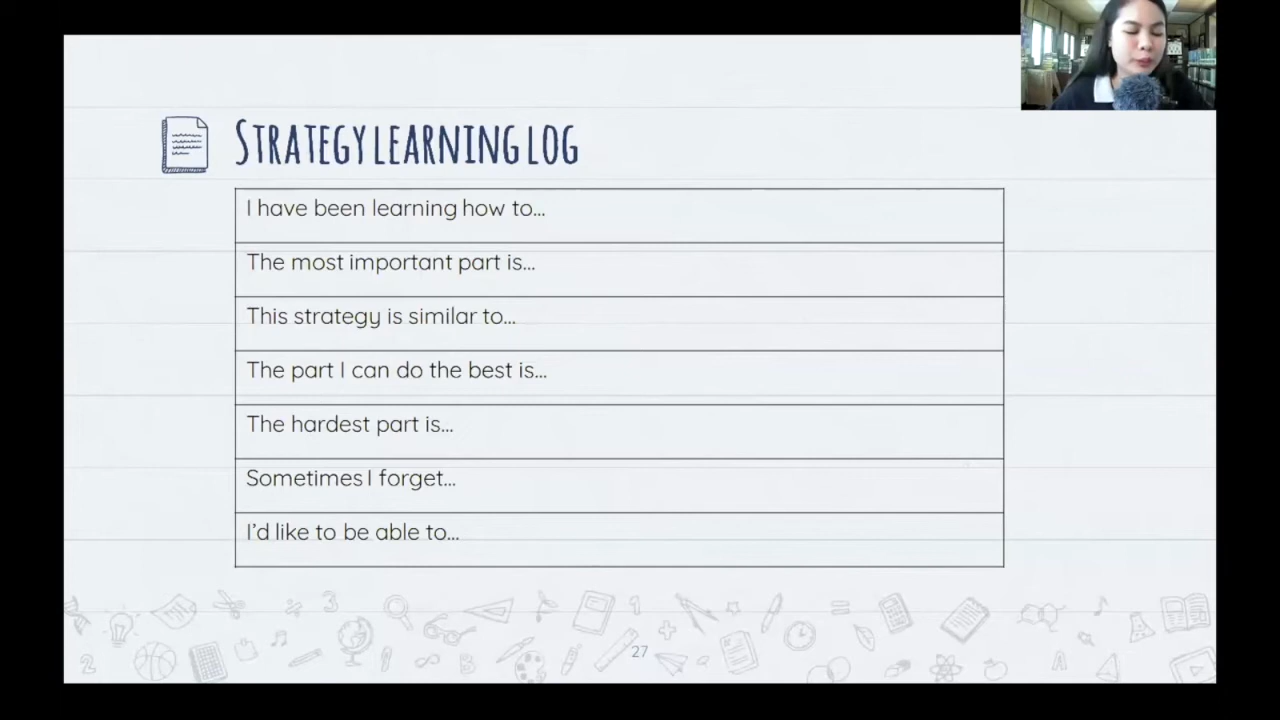 STRATEGY LEARNING LOG
I have been learning how to...
The most important part is...
This strategy is similar to...
The part I can do the best is...
The hardest part is...
Sometimes I forget...
I'd like to be able to...
27